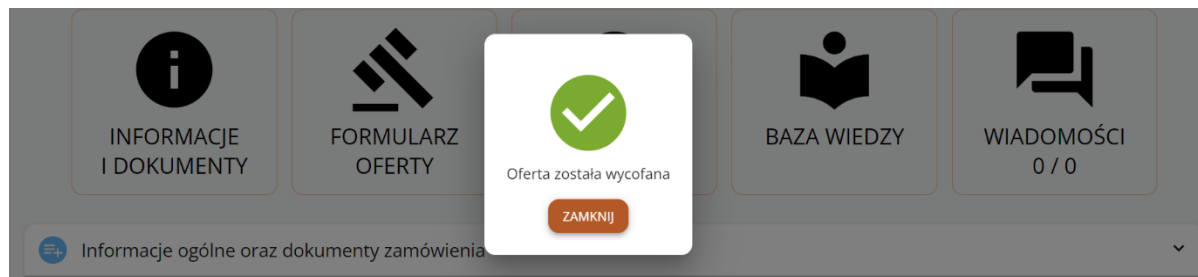 INFORMACJE
I DOKUMENTY
FORMULARZ
OFERTY
BAZA WIEDZY
WIADOMOŚCI
0 / 0
Oferta została wycofana
ZAMKNIJ
Informacje ogólne oraz dokumenty zamówienia